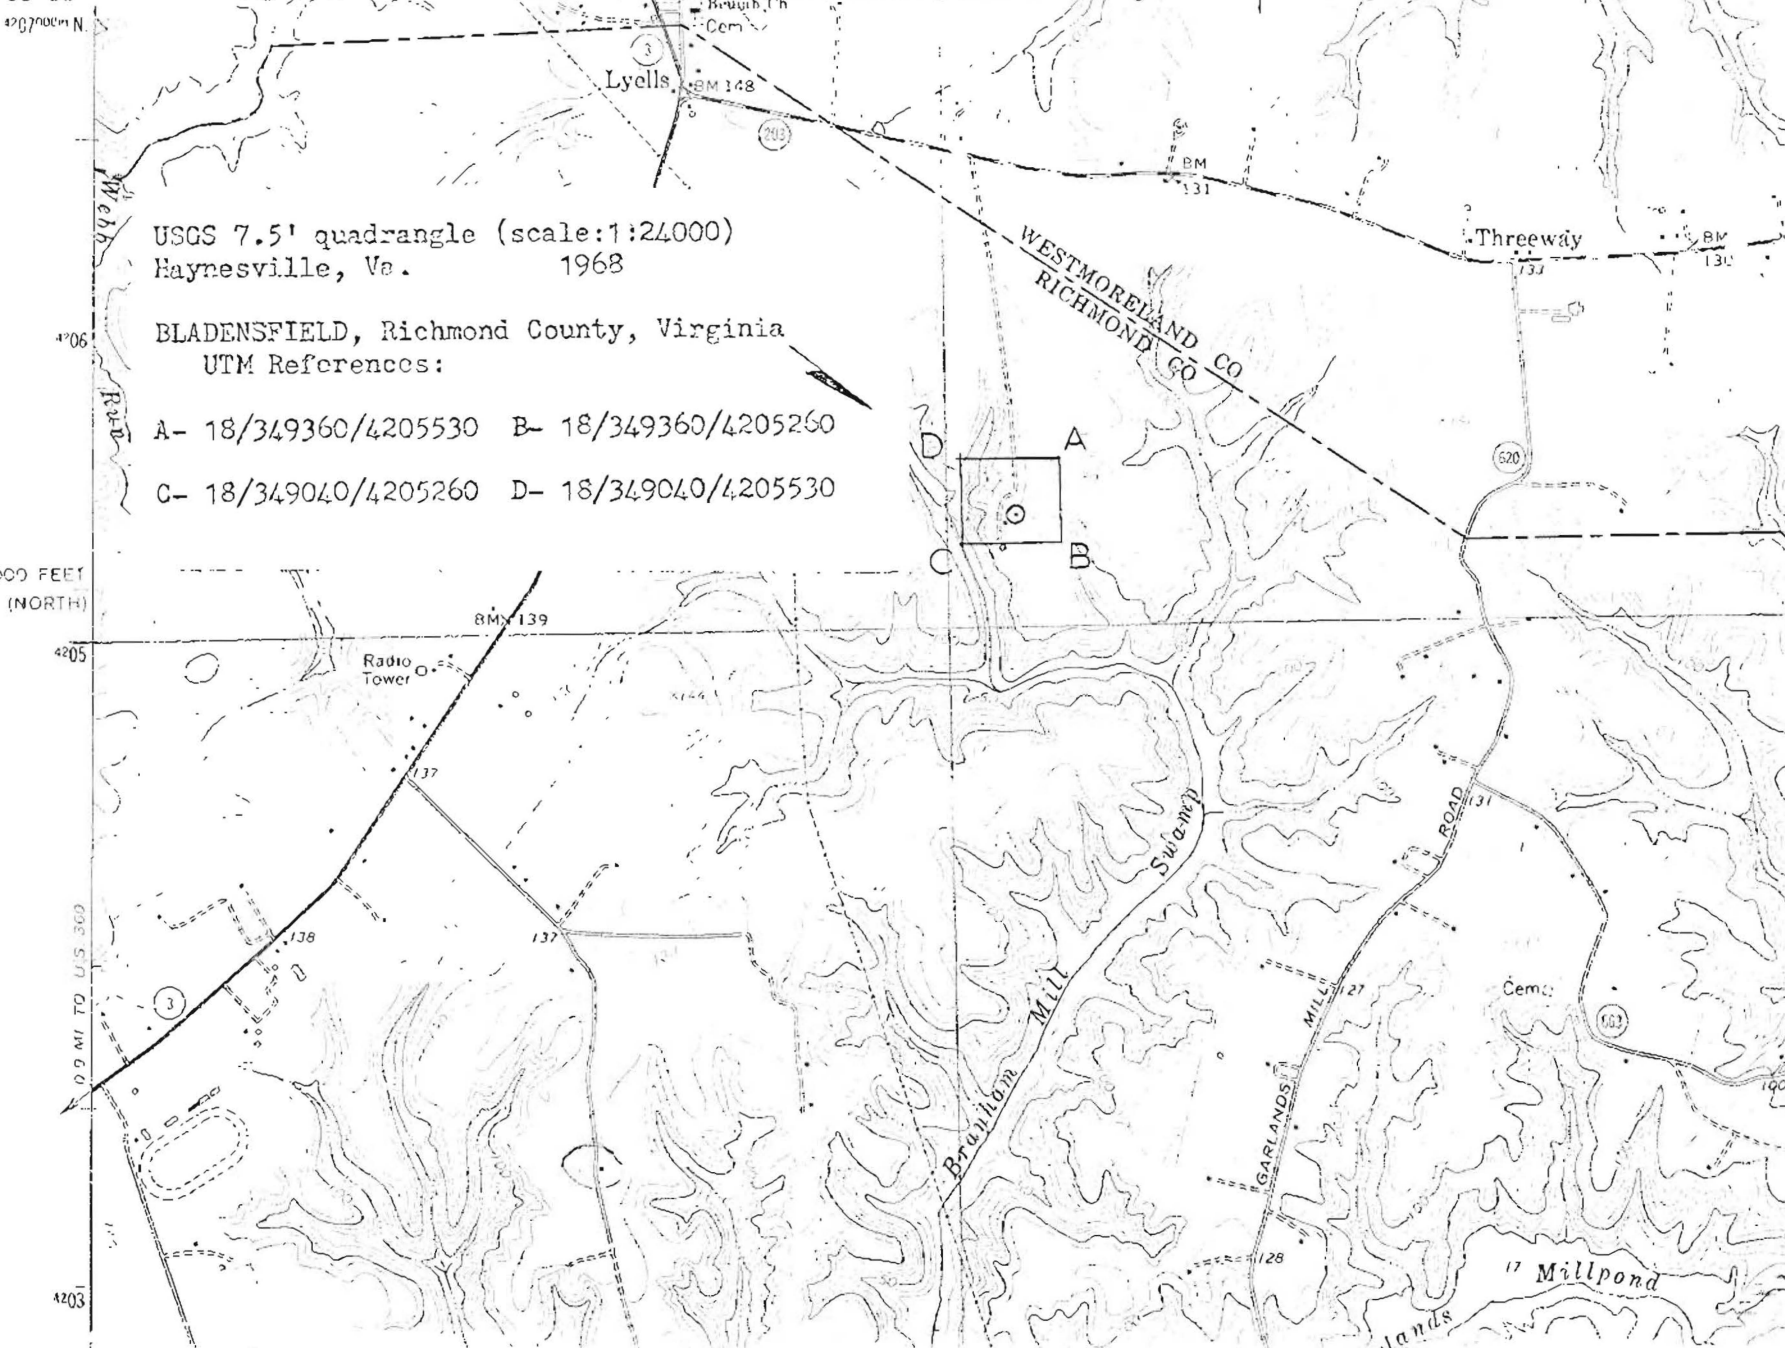 4207000m N.
Cem
3
Lyells
BM 148
203
BM
131
Threeway
BM
130
133
Webb
Run
USGS 7.5' quadrangle (scale:1:24000)
Haynesville, Va. 1968
WESTMORELAND CO
RICHMOND CO
4206
BLADENSFIELD, Richmond County, Virginia
UTM References:
A- 18/349360/4205530 B- 18/349360/4205260
C- 18/349040/4205260 D- 18/349040/4205530
D
A
C
B
620
000 FEET
(NORTH)
BM 139
4205
Radio
Tower
137
131
ROAD
Swamp
138
137
0.9 MI TO US 360
3
Mill
127
MILL
Cem
663
100
Branham
GARLANDS
128
17
Millpond
4203
lands